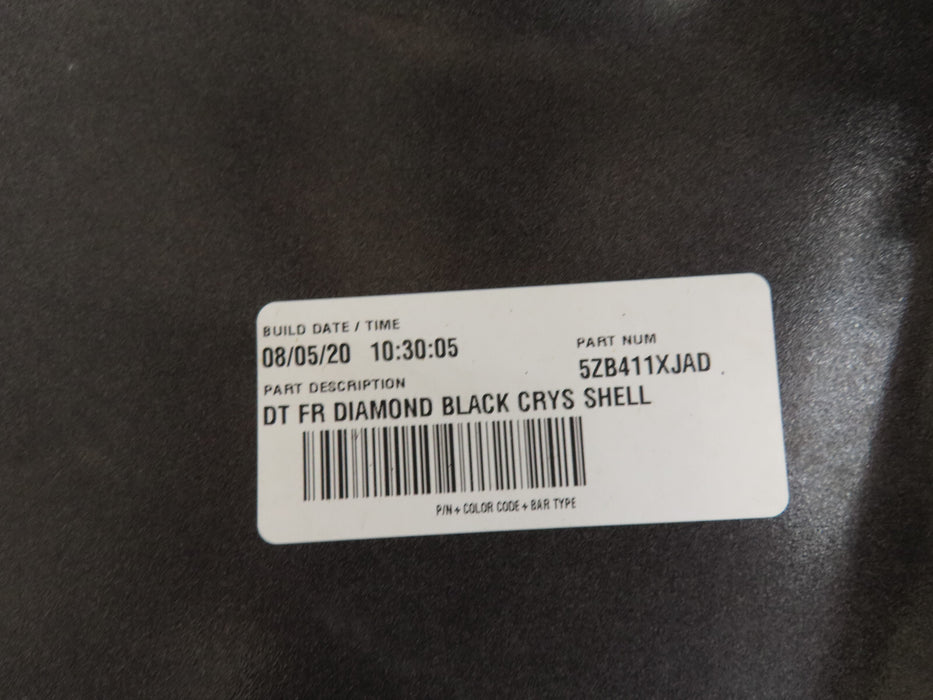 BUILD DATE / TIME
08/05/20 10:30:05
PART NUM
5ZB411XJAD
PART DESCRIPTION
DT FR DIAMOND BLACK CRYS SHELL
P/N + COLOR CODE + BAR TYPE